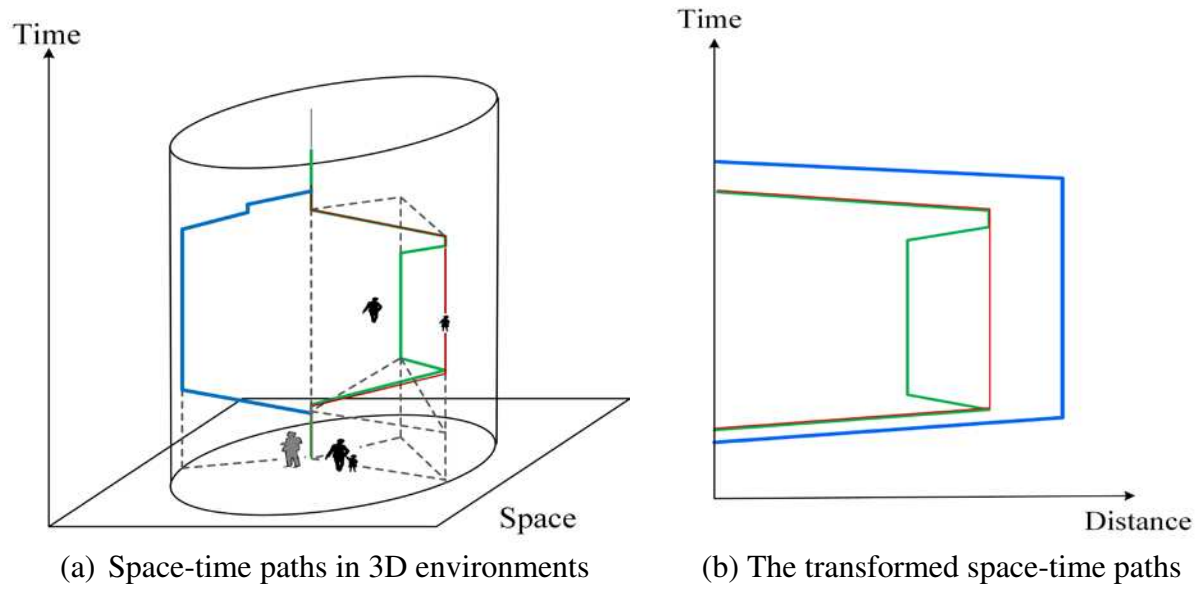 Time
Space
(a) Space-time paths in 3D environments
Time
Distance
(b) The transformed space-time paths